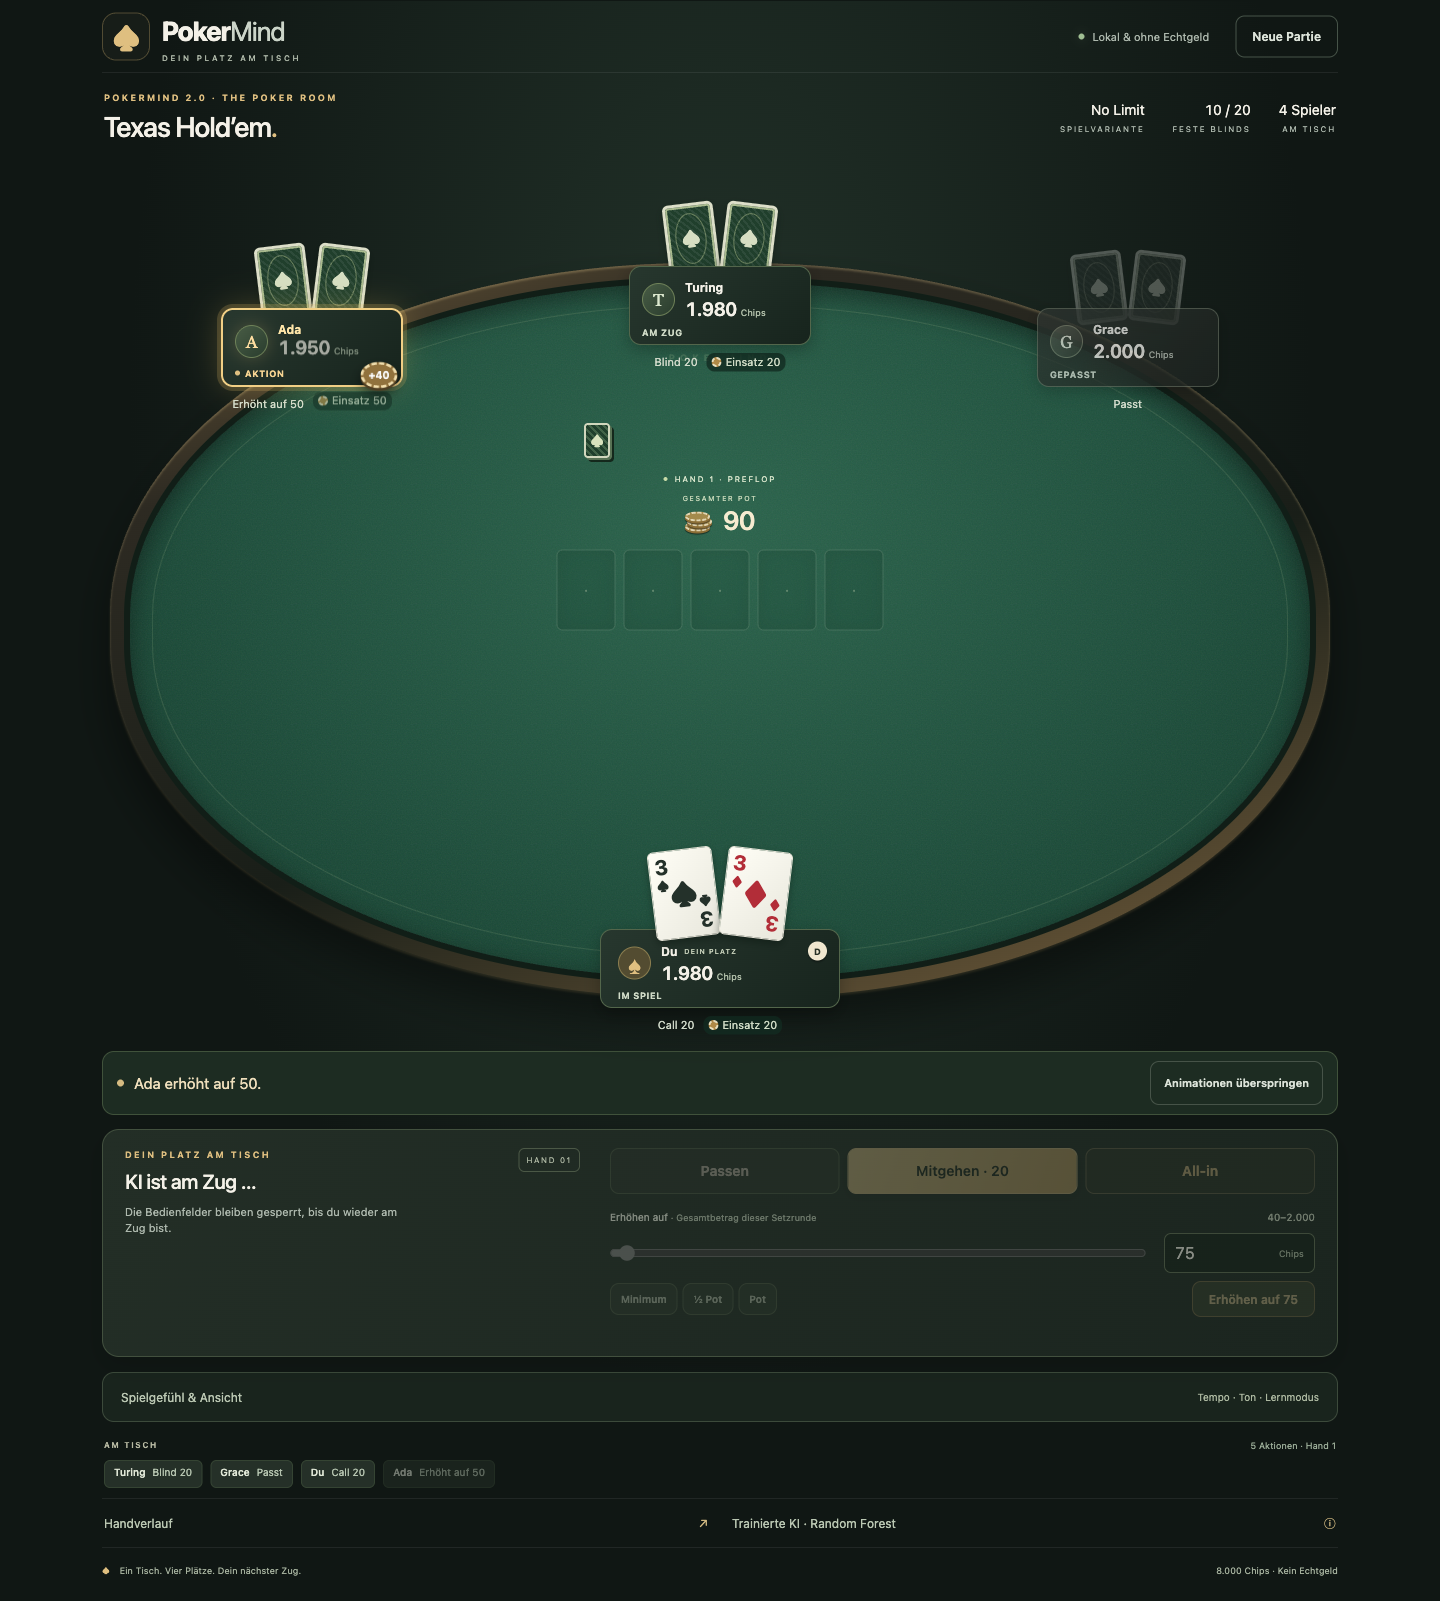 PokerMind
DEIN PLATZ AM TISCH
Lokal & ohne Echtgeld
Neue Partie
POKERMIND 2.0 · THE POKER ROOM
Texas Hold’em.
No Limit
SPIELVARIANTE
10 / 20
FESTE BLINDS
4 Spieler
AM TISCH
T
Turing
1.980 Chips
AM ZUG
Blind 20
Einsatz 20
A
Ada
1.950 Chips
AKTION
+40
Erhöht auf 50
Einsatz 50
G
Grace
2.000 Chips
GEPASST
Passt
HAND 1 · PREFLOP
GESAMTER POT
90
3
3
3
3
Du DEIN PLATZ
D
1.980 Chips
IM SPIEL
Call 20
Einsatz 20
Ada erhöht auf 50.
Animationen überspringen
DEIN PLATZ AM TISCH
HAND 01
KI ist am Zug …
Die Bedienfelder bleiben gesperrt, bis du wieder am
Zug bist.
Passen
Mitgehen · 20
All-in
Erhöhen auf · Gesamtbetrag dieser Setzrunde
40–2.000
75 Chips
Minimum
½ Pot
Pot
Erhöhen auf 75
Spielgefühl & Ansicht
Tempo · Ton · Lernmodus
AM TISCH
5 Aktionen · Hand 1
Turing Blind 20
Grace Passt
Du Call 20
Ada Erhöht auf 50
Handverlauf
Trainierte KI · Random Forest
Ein Tisch. Vier Plätze. Dein nächster Zug.
8.000 Chips · Kein Echtgeld